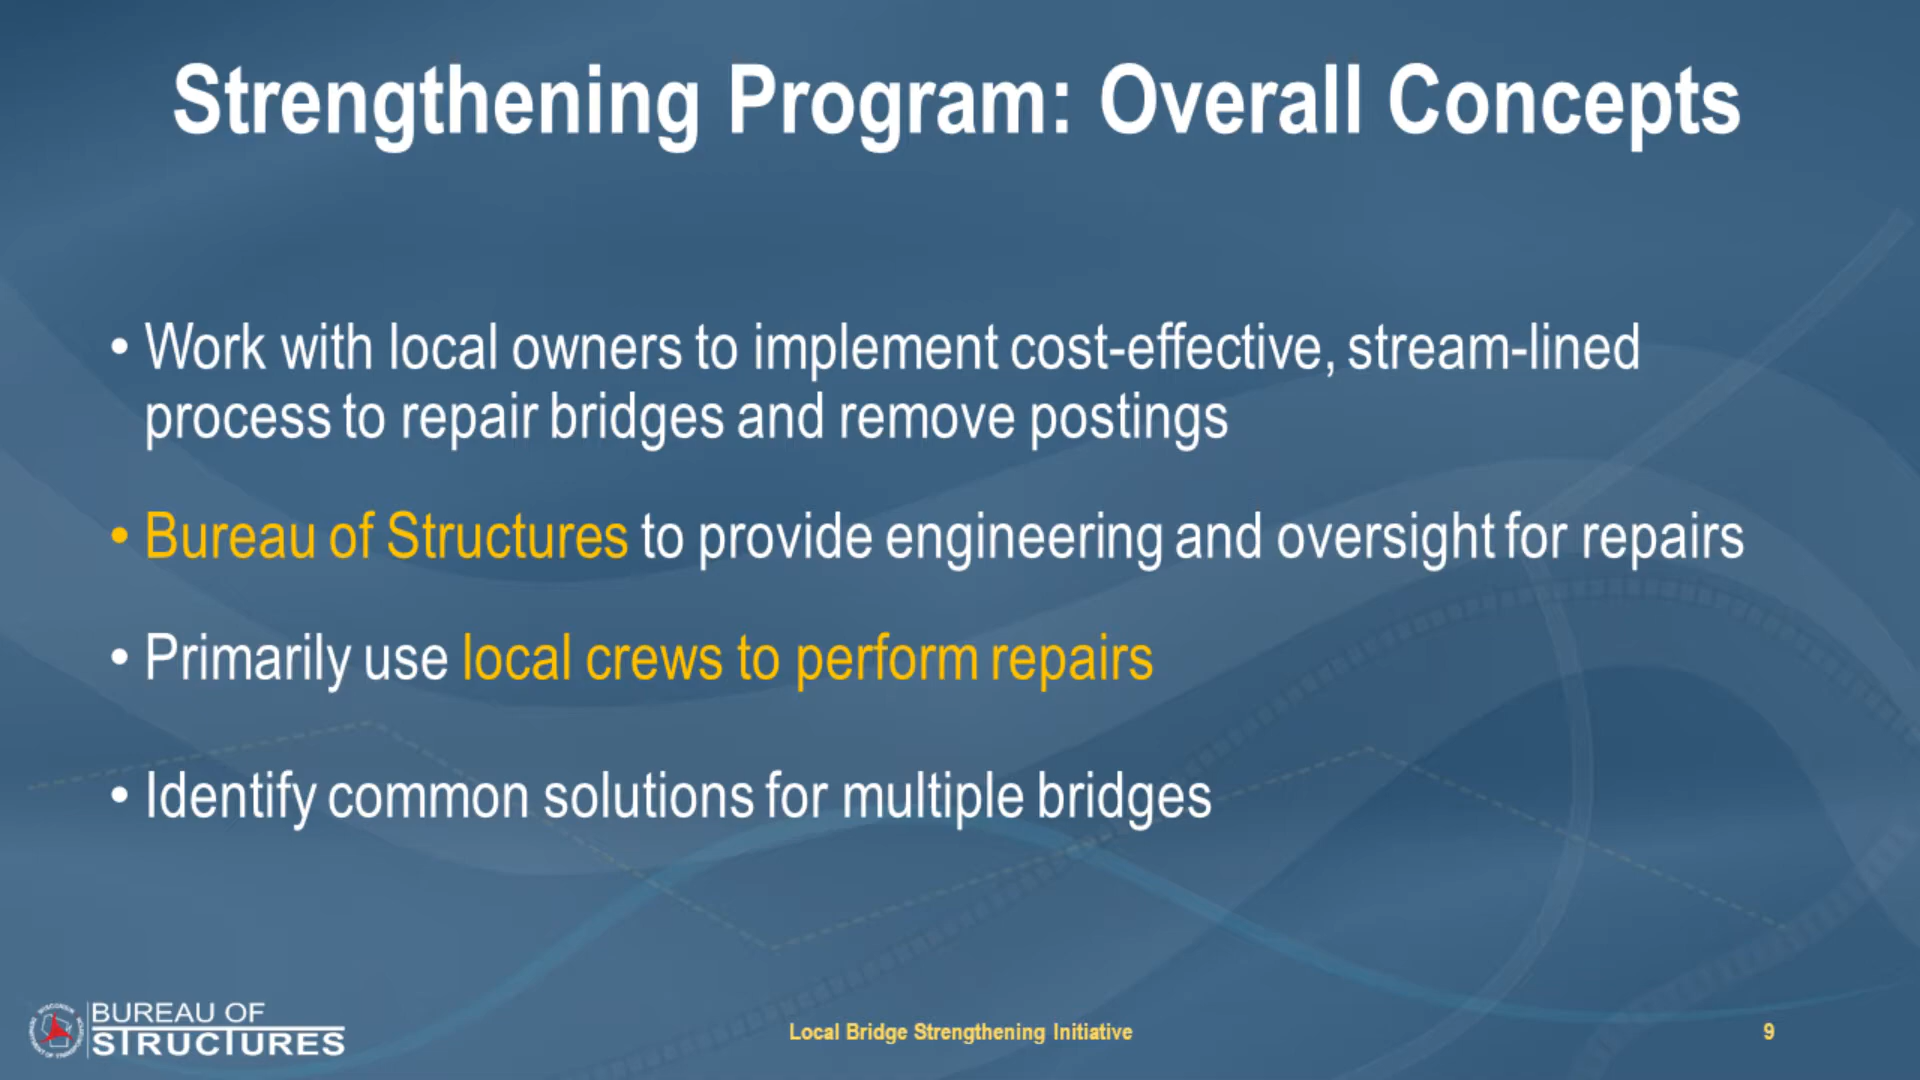 Strengthening Program: Overall Concepts
• Work with local owners to implement cost-effective, stream-lined
process to repair bridges and remove postings
• Bureau of Structures to provide engineering and oversight for repairs
• Primarily use local crews to perform repairs
• Identify common solutions for multiple bridges
BUREAU OF
STRUCTURES
Local Bridge Strengthening Initiative
9